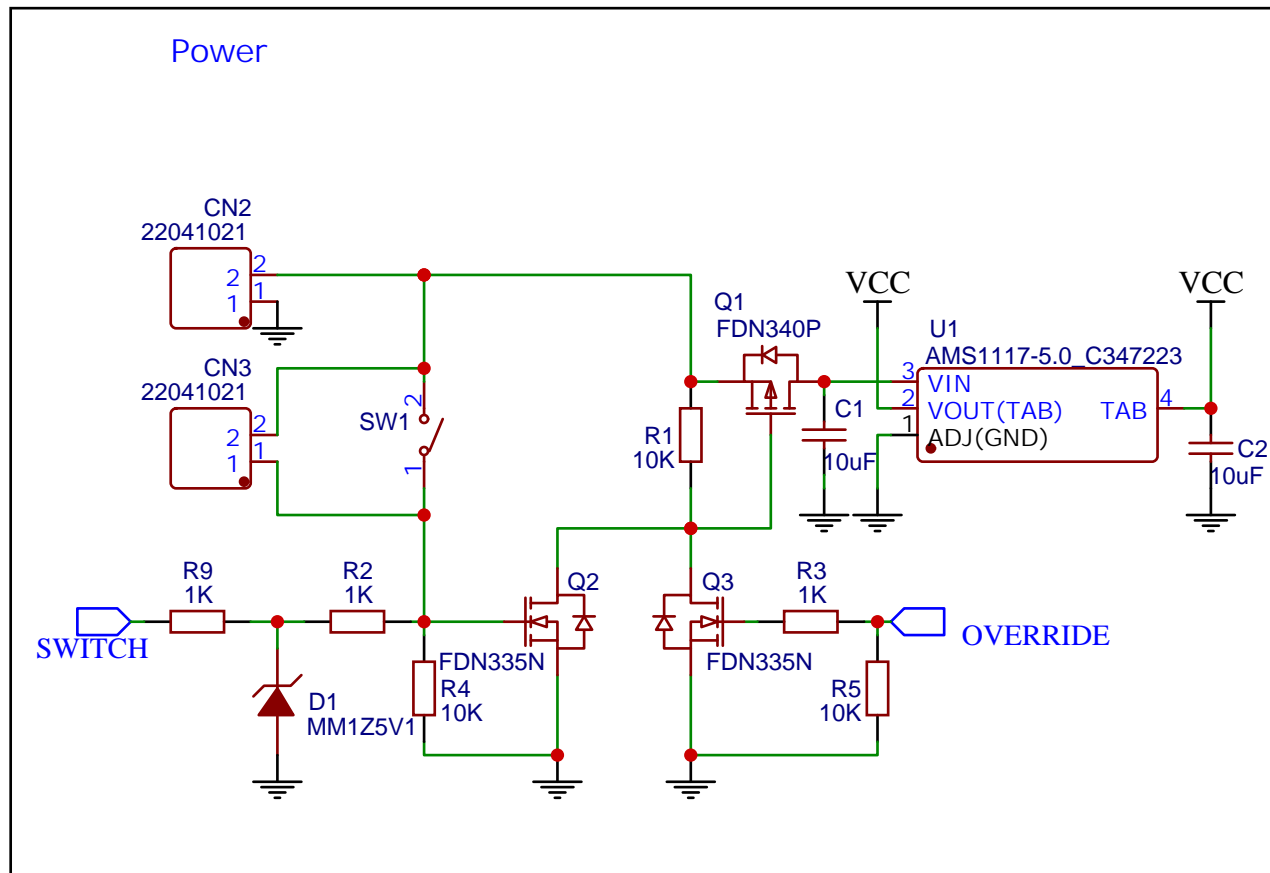 Power
CN2
22041021
2
2
1
1
CN3
22041021
2
2
1
1
SW1
2
1
Q1
FDN340P
R1
10K
C1
10uF
VCC
VCC
U1
AMS1117-5.0_C347223
3
VIN
2
VOUT(TAB)
1
ADJ(GND)
TAB
4
C2
10uF
R9
1K
R2
1K
Q2
FDN335N
Q3
FDN335N
R3
1K
SWITCH
OVERRIDE
D1
MM1Z5V1
R4
10K
R5
10K